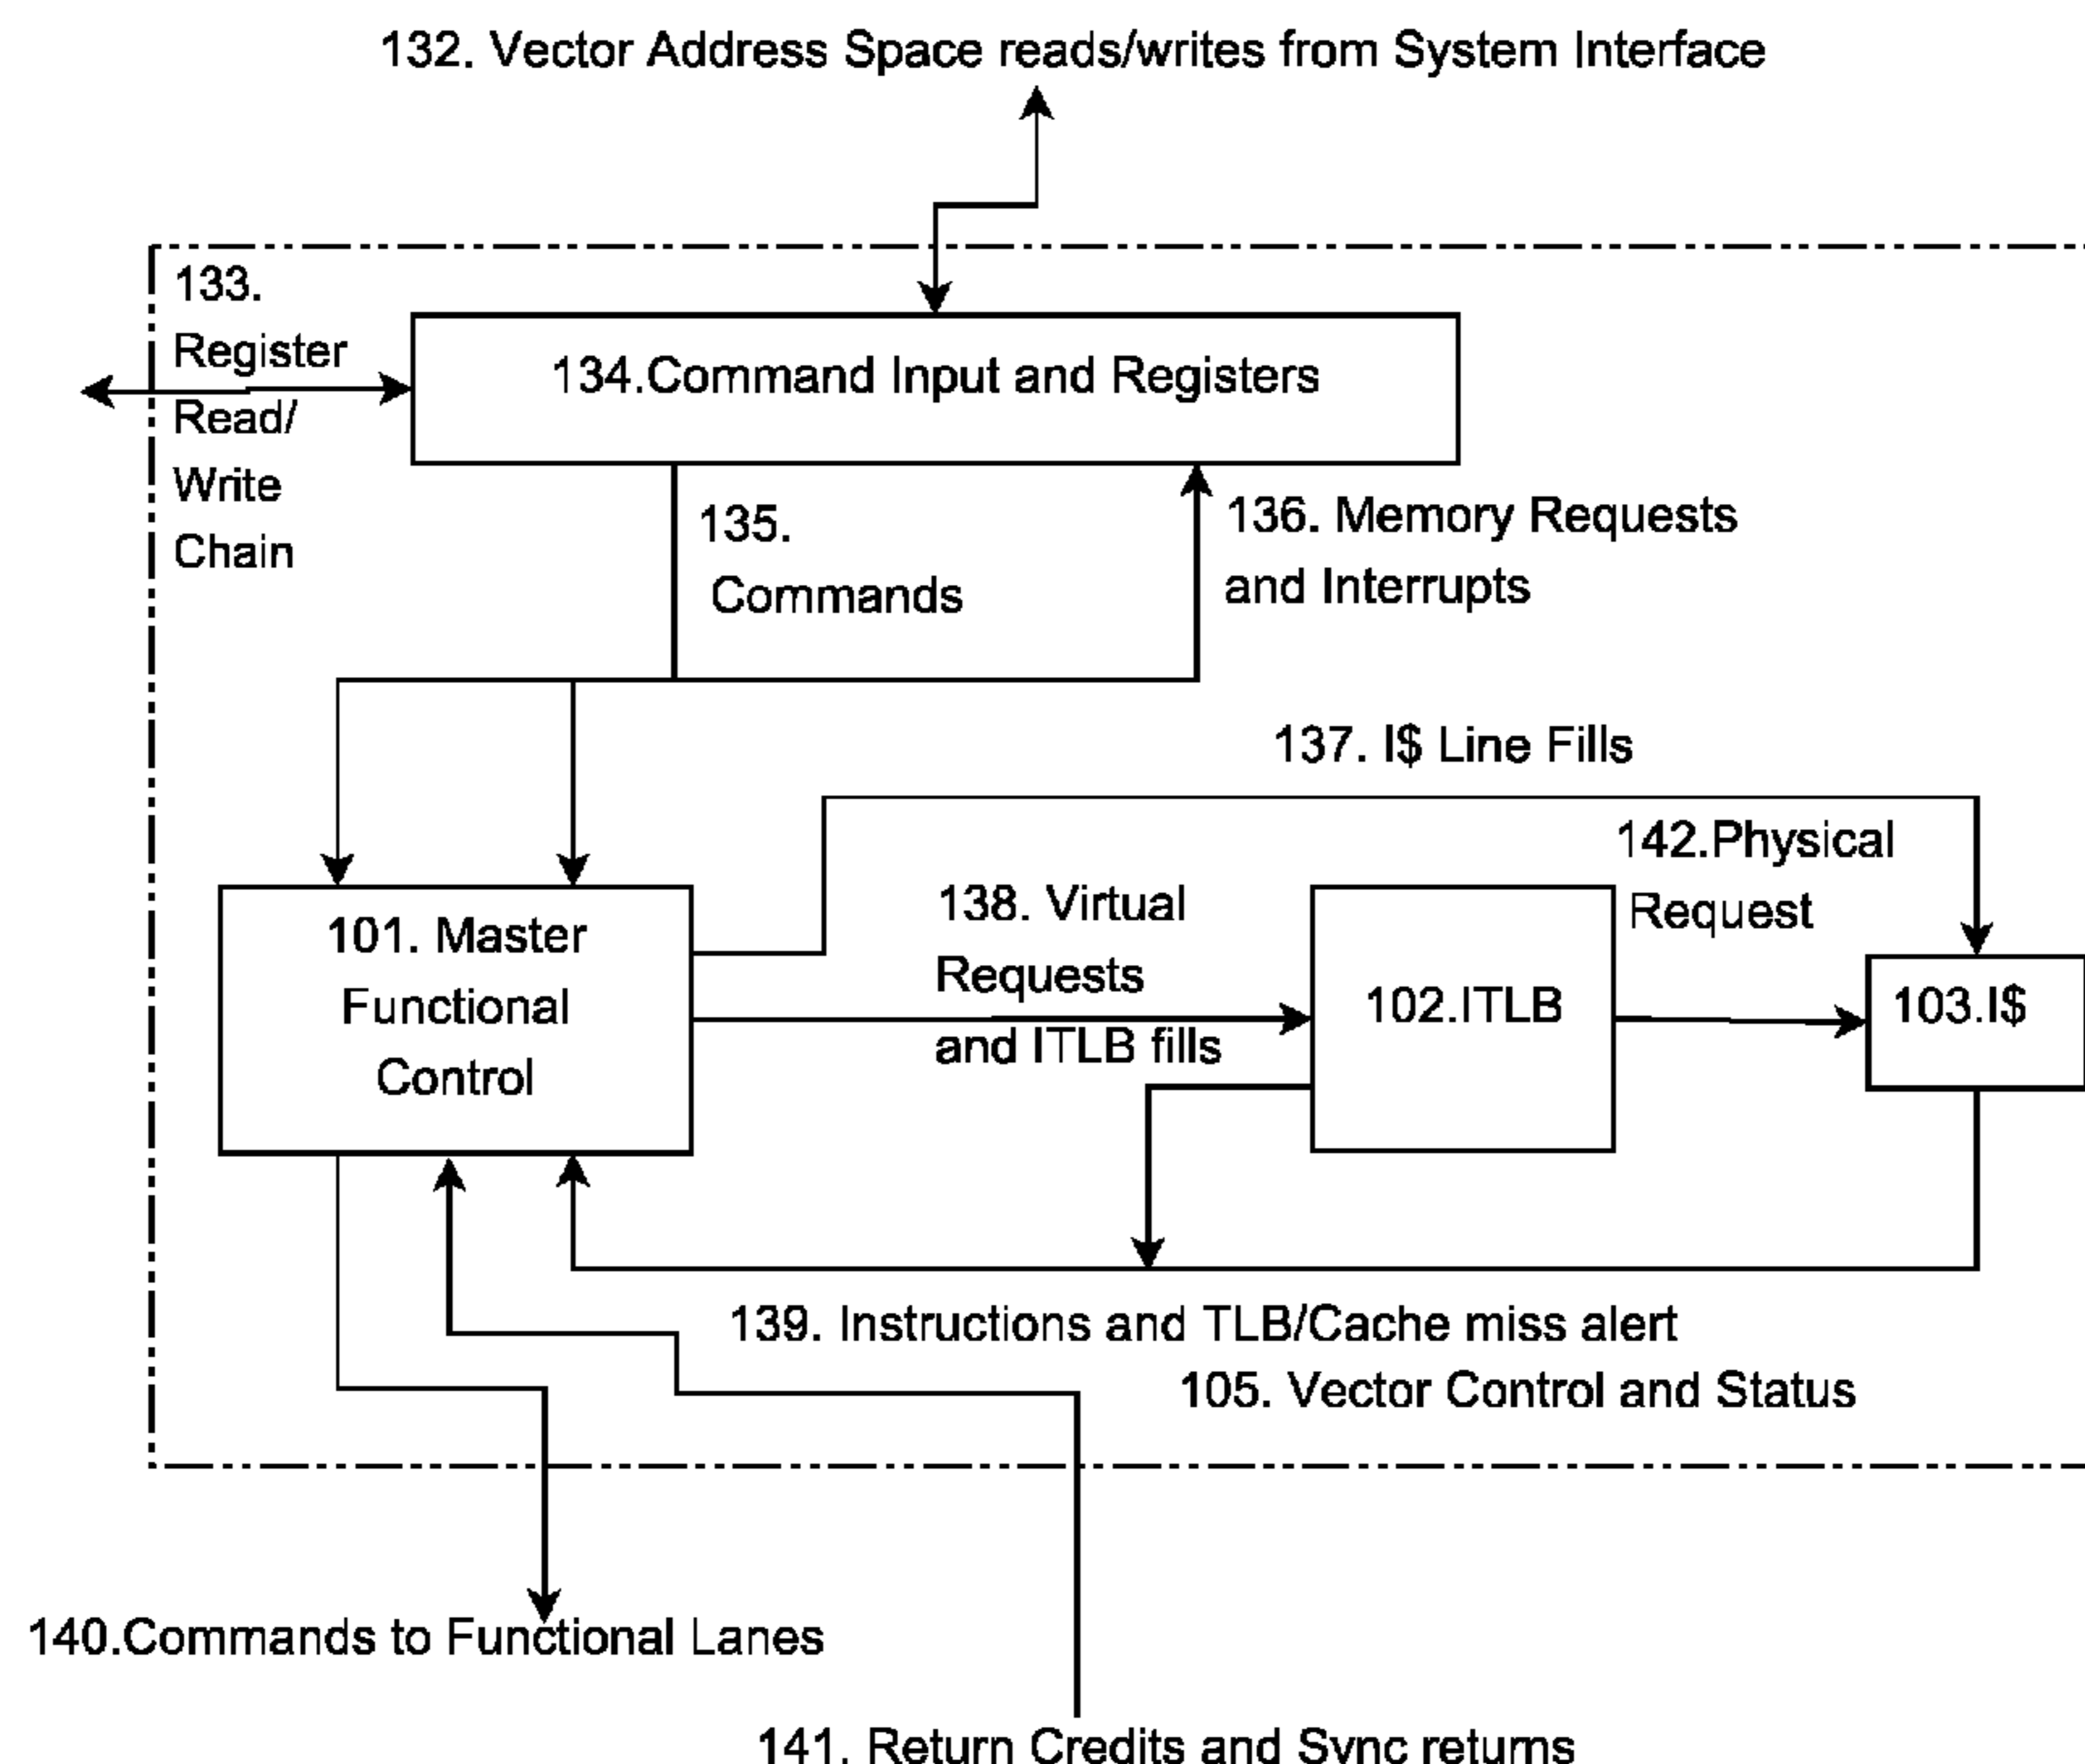 132. Vector Address Space reads/writes from System Interface
133.
Register
Read/
Write
Chain
134.Command Input and Registers
135.
Commands
136. Memory Requests
and Interrupts
137. I$ Line Fills
142.Physical
Request
101. Master
Functional
Control
138. Virtual
Requests
and ITLB fills
102.ITLB
103.I$
139. Instructions and TLB/Cache miss alert
105. Vector Control and Status
140.Commands to Functional Lanes
141. Return Credits and Sync returns